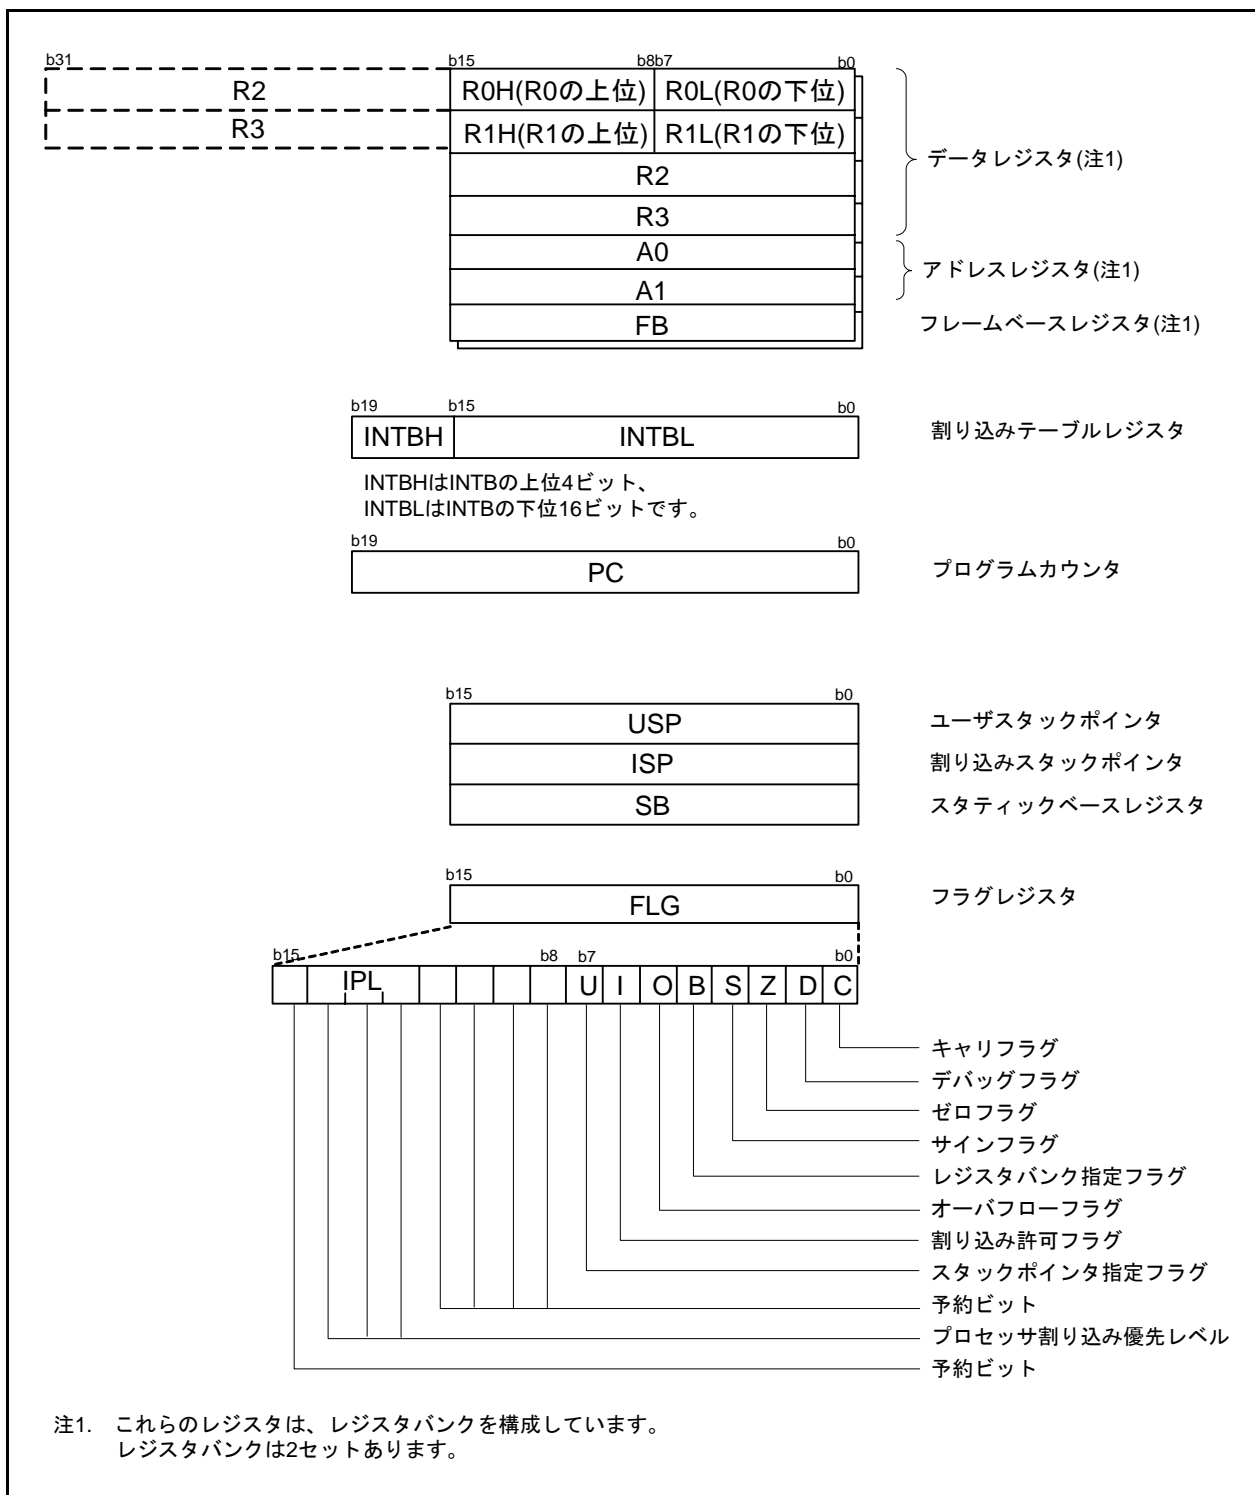 b31 b15 b8b7 b0
R2 R0H(R0の上位) R0L(R0の下位)
R3 R1H(R1の上位) R1L(R1の下位)
データレジスタ(注1)
R2
R3
A0
アドレスレジスタ(注1)
A1
FB フレームベースレジスタ(注1)
b19 b15 b0
INTBH INTBL 割り込みテーブルレジスタ
INTBHはINTBの上位4ビット、
INTBLはINTBの下位16ビットです。
b19 b0
PC プログラムカウンタ
b15 b0
USP ユーザスタックポインタ
ISP 割り込みスタックポインタ
SB スタティックベースレジスタ
b15 b0
FLG フラグレジスタ
b15 b8 b7 b0
IPL U I O B S Z D C
キャリフラグ
デバッグフラグ
ゼロフラグ
サインフラグ
レジスタバンク指定フラグ
オーバフローフラグ
割り込み許可フラグ
スタックポインタ指定フラグ
予約ビット
プロセッサ割り込み優先レベル
予約ビット
注1. これらのレジスタは、レジスタバンクを構成しています。
レジスタバンクは2セットあります。